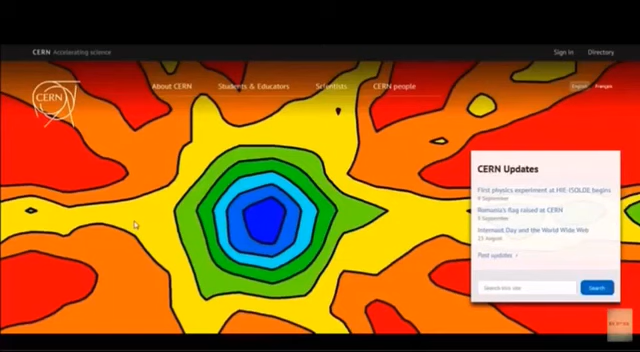 CERN Accelerating science
Sign in
Directory
CERN
About CERN
Students & Educators
Scientists
CERN people
English
Français
CERN Updates
First physics experiment at HIE-ISOLDE begins
9 September
Romania's flag raised at CERN
5 September
Internaut Day and the World Wide Web
23 August
Past updates
Search this site
Search